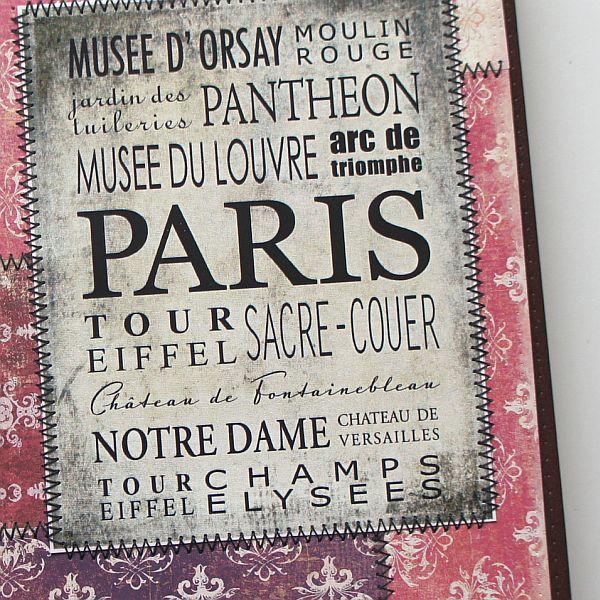 MUSEE D' ORSAY MOULIN ROUGE
jardin des tuileries PANTHEON
MUSEE DU LOUVRE arc de triomphe
PARIS
TOUR EIFFEL SACRE-COUER
Château de Fontainebleau
NOTRE DAME CHATEAU DE VERSAILLES
TOUR EIFFEL CHAMPS ELYSEES